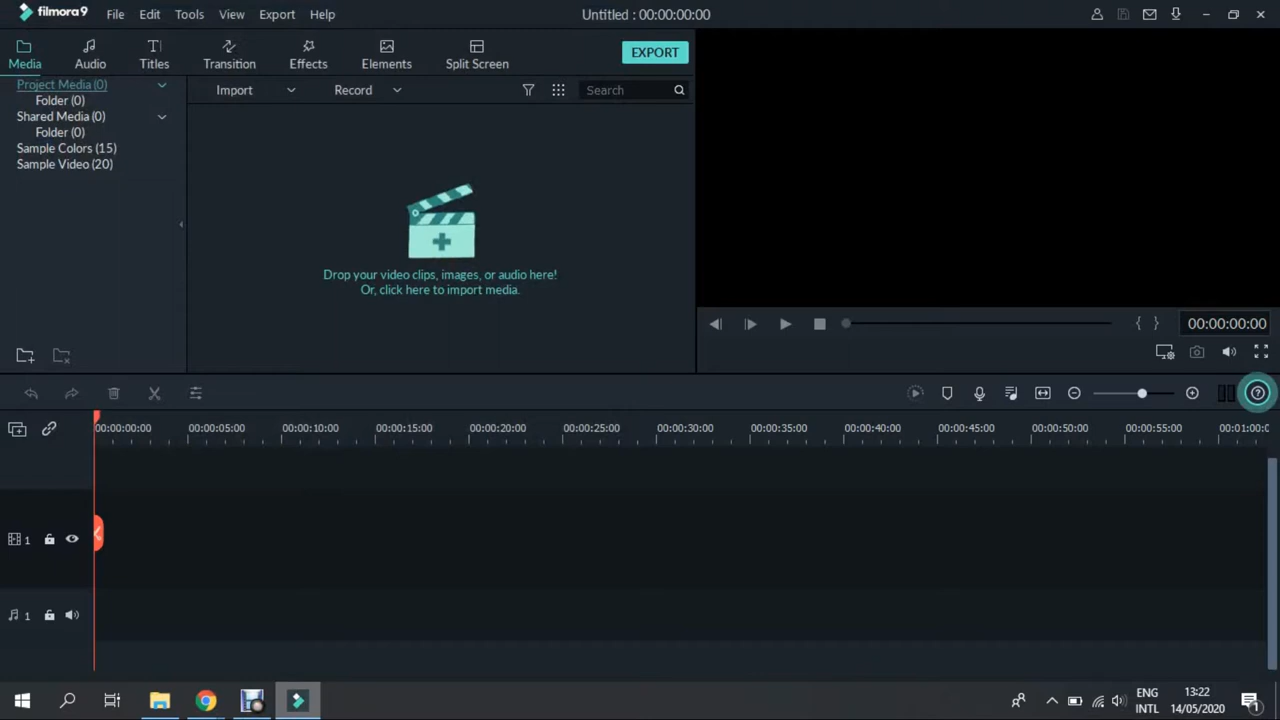 filmora9
File Edit Tools View Export Help
Untitled : 00:00:00:00
Media Audio Titles Transition Effects Elements Split Screen
EXPORT
Project Media (0)
Folder (0)
Shared Media (0)
Folder (0)
Sample Colors (15)
Sample Video (20)
Import Record Search
Drop your video clips, images, or audio here!
Or, click here to import media.
00:00:00:00
00:00:00:00 00:00:05:00 00:00:10:00 00:00:15:00 00:00:20:00 00:00:25:00 00:00:30:00 00:00:35:00 00:00:40:00 00:00:45:00 00:00:50:00 00:00:55:00 00:01:00:0
1
1
ENG
INTL
13:22
14/05/2020
1